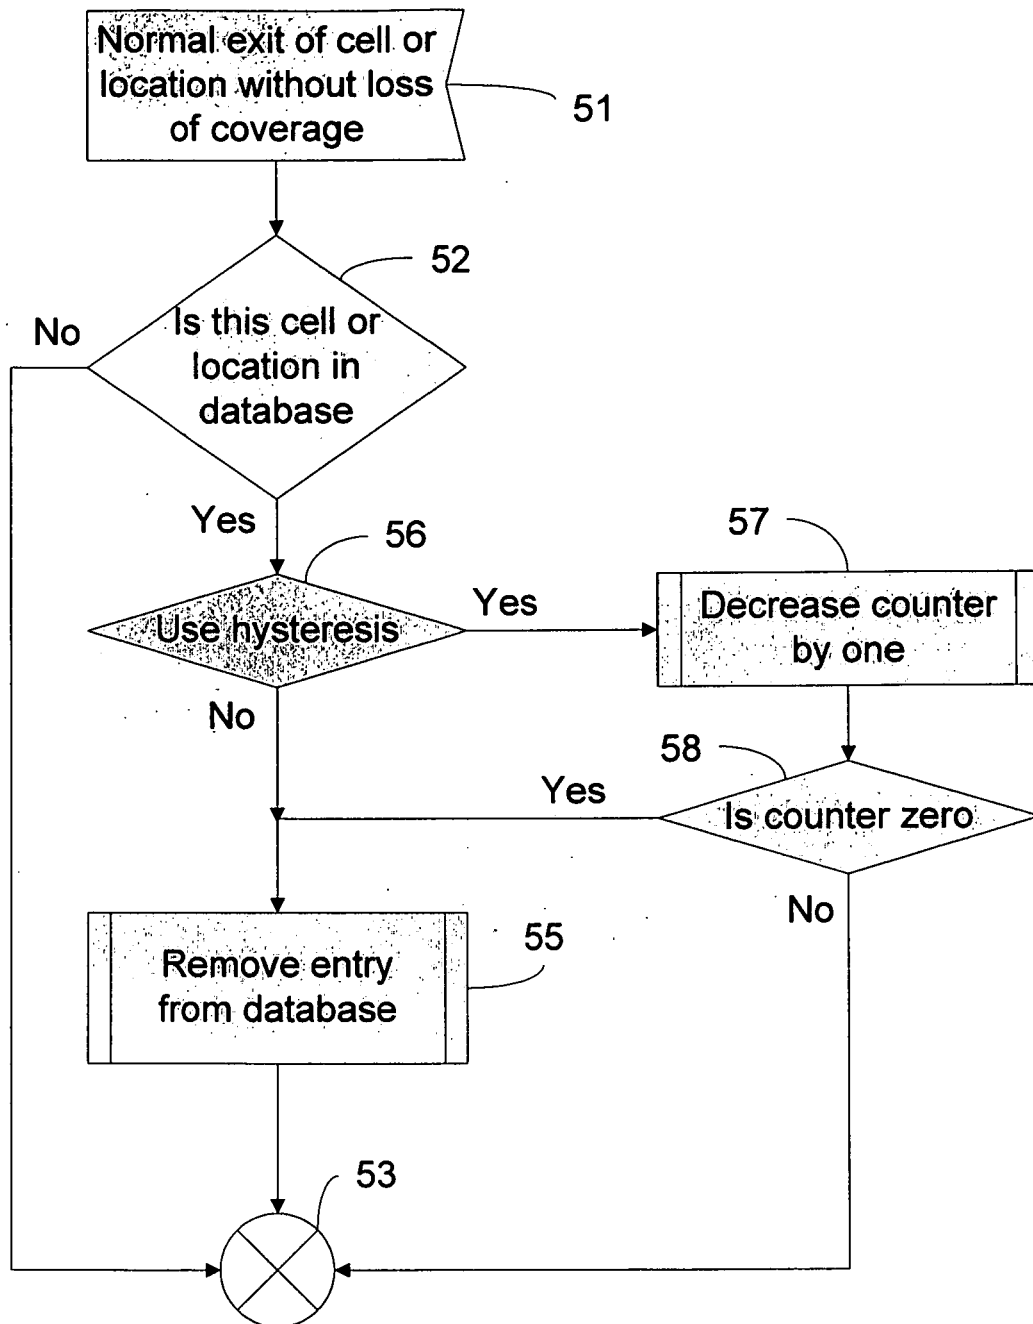 Normal exit of cell or
location without loss
of coverage
51
52
No
Is this cell or
location in
database
Yes
56
57
Use hysteresis
Yes
Decrease counter
by one
No
58
Yes
Is counter zero
No
55
Remove entry
from database
53